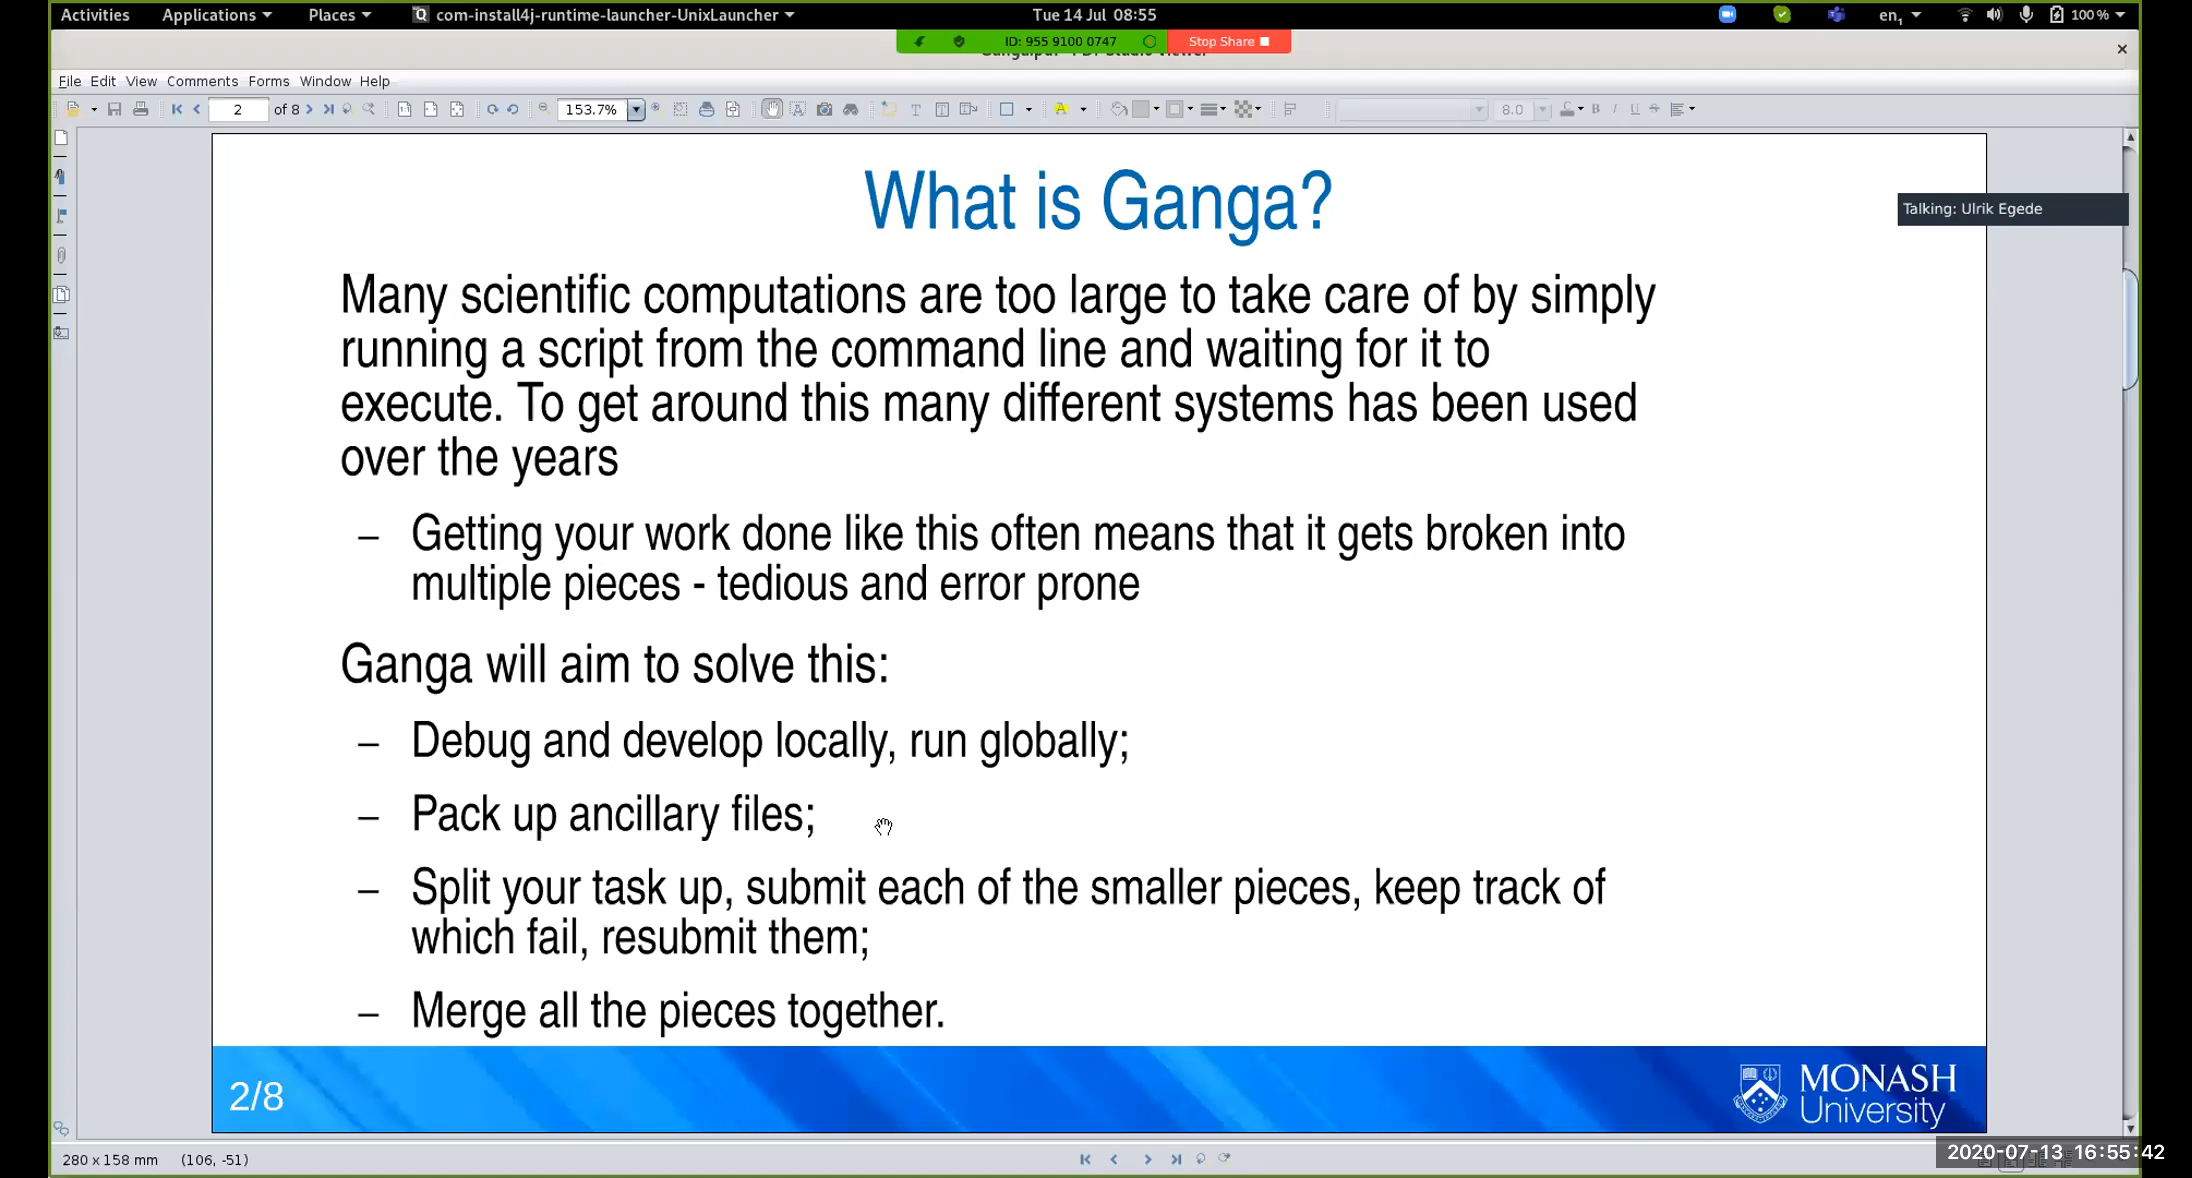 Activities Applications Places com-install4j-runtime-launcher-UnixLauncher Tue 14 Jul 08:55 en1 100%
ID: 955 9100 0747 Stop Share
File Edit View Comments Forms Window Help
2 of 8 153.7% 8.0
What is Ganga?
Talking: Ulrik Egede
Many scientific computations are too large to take care of by simply
running a script from the command line and waiting for it to
execute. To get around this many different systems has been used
over the years
– Getting your work done like this often means that it gets broken into
multiple pieces - tedious and error prone
Ganga will aim to solve this:
– Debug and develop locally, run globally;
– Pack up ancillary files;
– Split your task up, submit each of the smaller pieces, keep track of
which fail, resubmit them;
– Merge all the pieces together.
2/8
MONASH
University
280 x 158 mm (106, -51)
2020-07-13 16:55:42